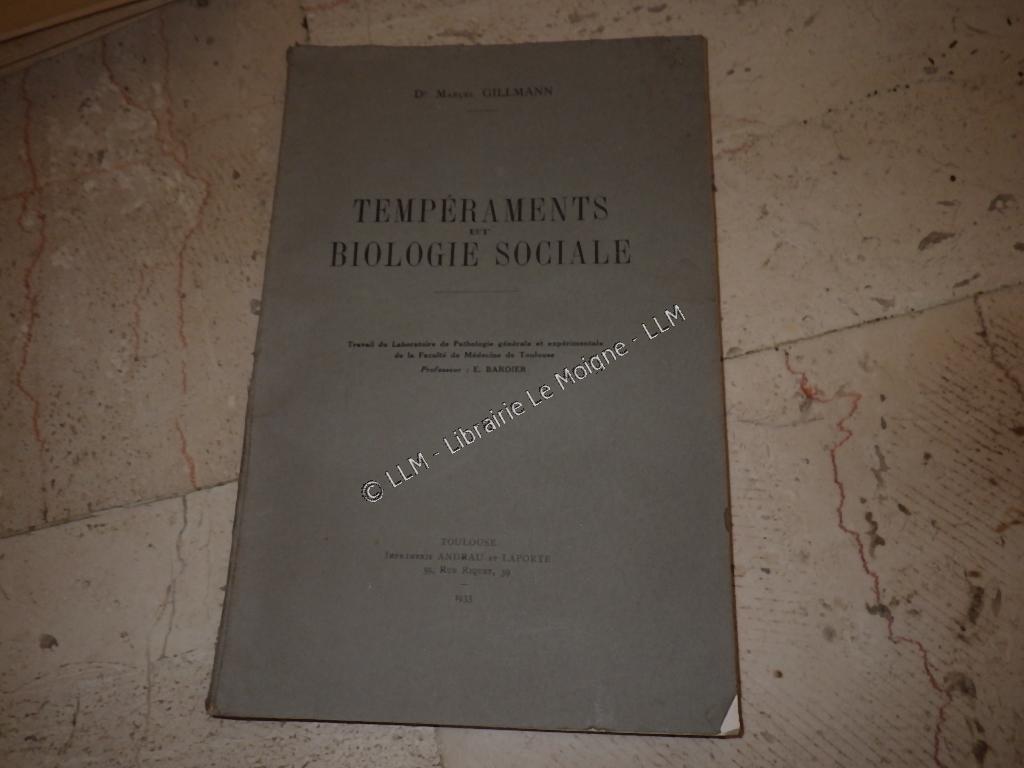 Dr Marcel GILLMANN
TEMPÉRAMENTS
ET
BIOLOGIE SOCIALE
Travail du Laboratoire de Pathologie générale et expérimentale
de la Faculté de Médecine de Toulouse
Professeur : E. BARDIER
© LLM - Librairie Le Moigne - LLM
TOULOUSE
Imprimerie ANDRAU et LAPORTE
39, Rue Riquet, 39
1933